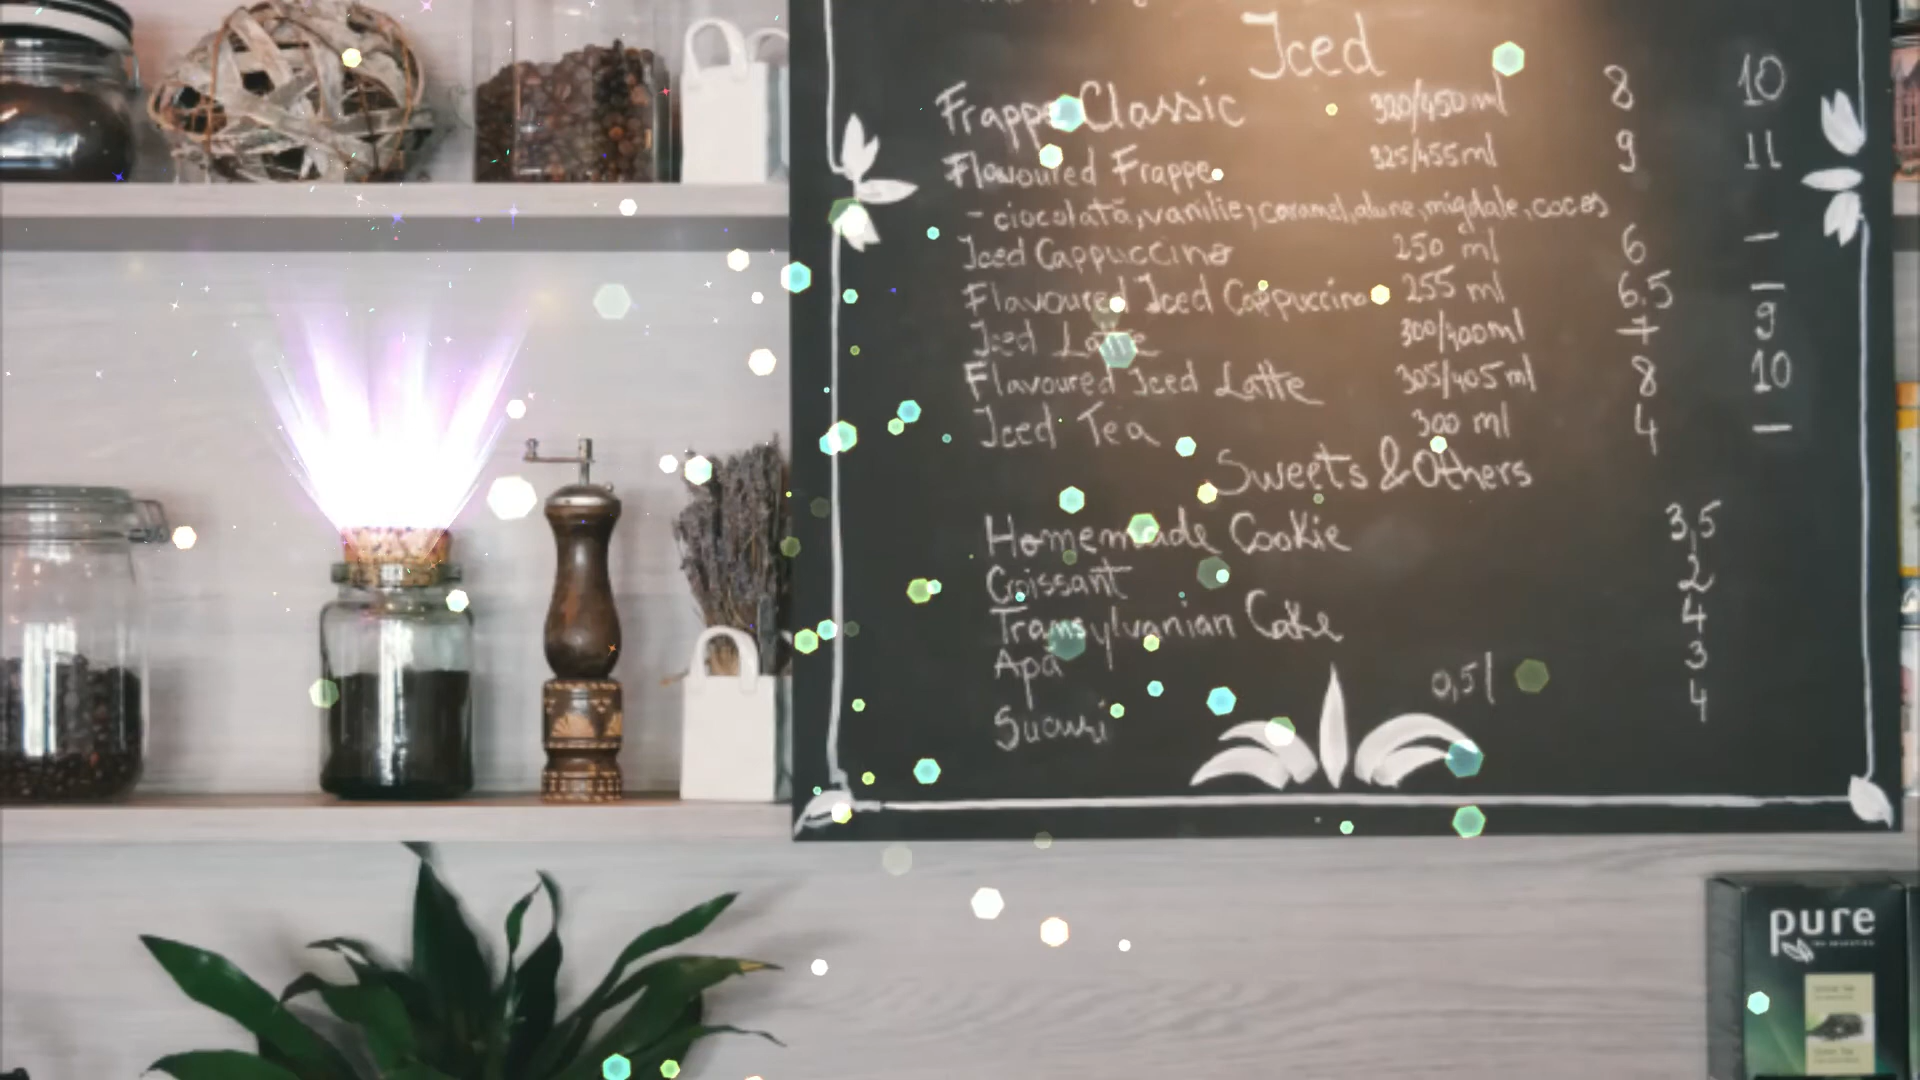 Iced
Frappe Classic 320/450 ml 8 10
Flavoured Frappe 325/455 ml 9 11
- ciocolată, vanilie, caramel, alune, migdale, cocos
Iced Cappuccino 250 ml 6 —
Flavoured Iced Cappuccino 255 ml 6.5 —
Iced Latte 300/400 ml 7 9
Flavoured Iced Latte 305/405 ml 8 10
Iced Tea 300 ml 4 —
Sweets & Others
Homemade Cookie 3,5
Croissant 2
Transylvanian Cake 4
Apă 0,5 l 3
Sucuri 4
pure